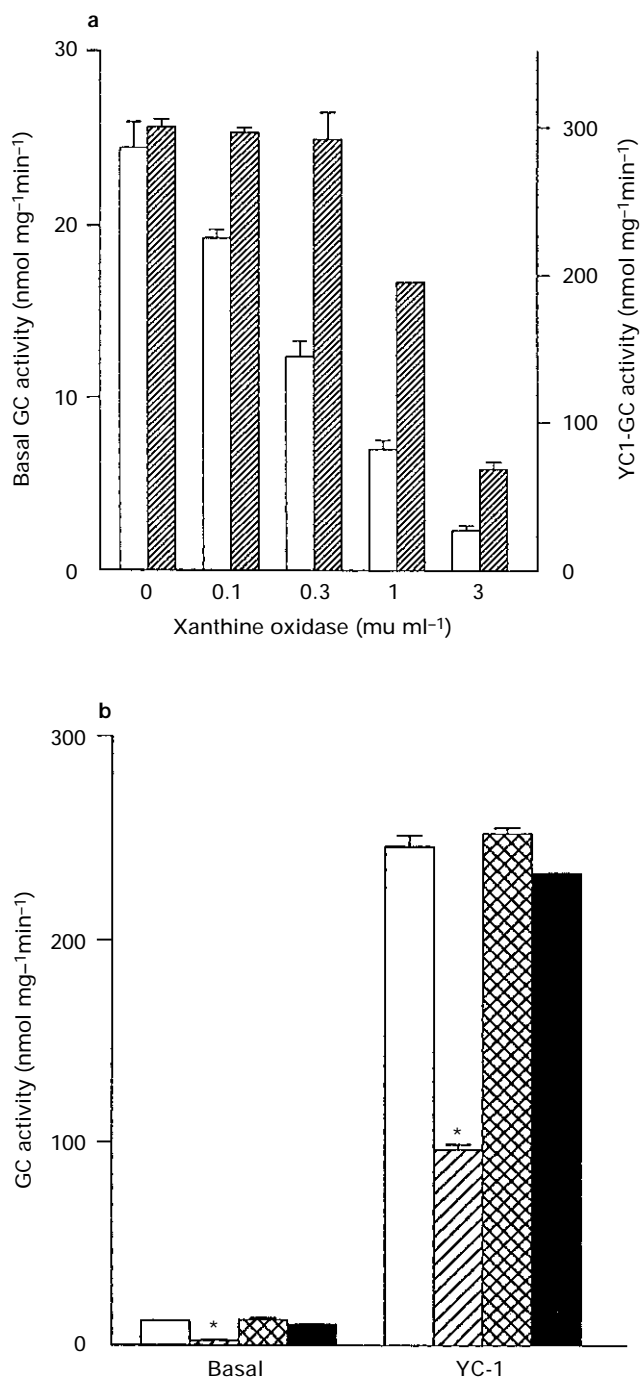 a
30
20
10
0
Basal GC activity (nmol mg⁻¹min⁻¹)
300
200
100
0
YC1-GC activity (nmol mg⁻¹min⁻¹)
0 0.1 0.3 1 3
Xanthine oxidase (mu ml⁻¹)
b
300
200
100
0
GC activity (nmol mg⁻¹min⁻¹)
*
*
Basal YC-1